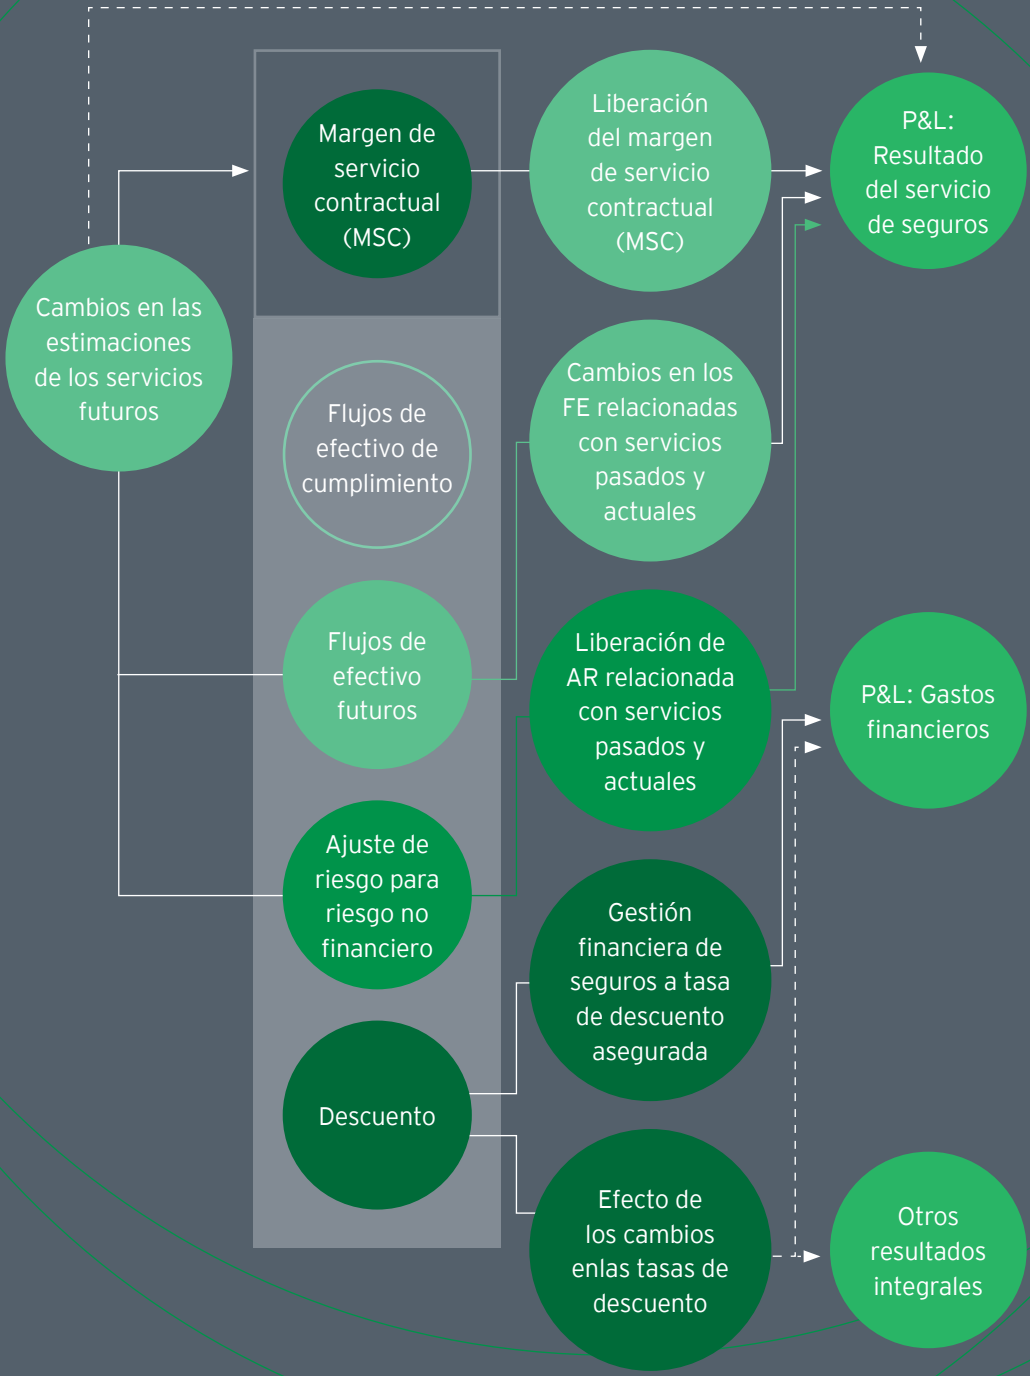 Cambios en las
estimaciones
de los servicios
futuros
Margen de
servicio
contractual
(MSC)
Flujos de
efectivo de
cumplimiento
Flujos de
efectivo
futuros
Ajuste de
riesgo para
riesgo no
financiero
Descuento
Liberación
del margen
de servicio
contractual
(MSC)
Cambios en los
FE relacionadas
con servicios
pasados y
actuales
Liberación de
AR relacionada
con servicios
pasados y
actuales
Gestión
financiera de
seguros a tasa
de descuento
asegurada
Efecto de
los cambios
enlas tasas de
descuento
P&L:
Resultado
del servicio
de seguros
P&L: Gastos
financieros
Otros
resultados
integrales